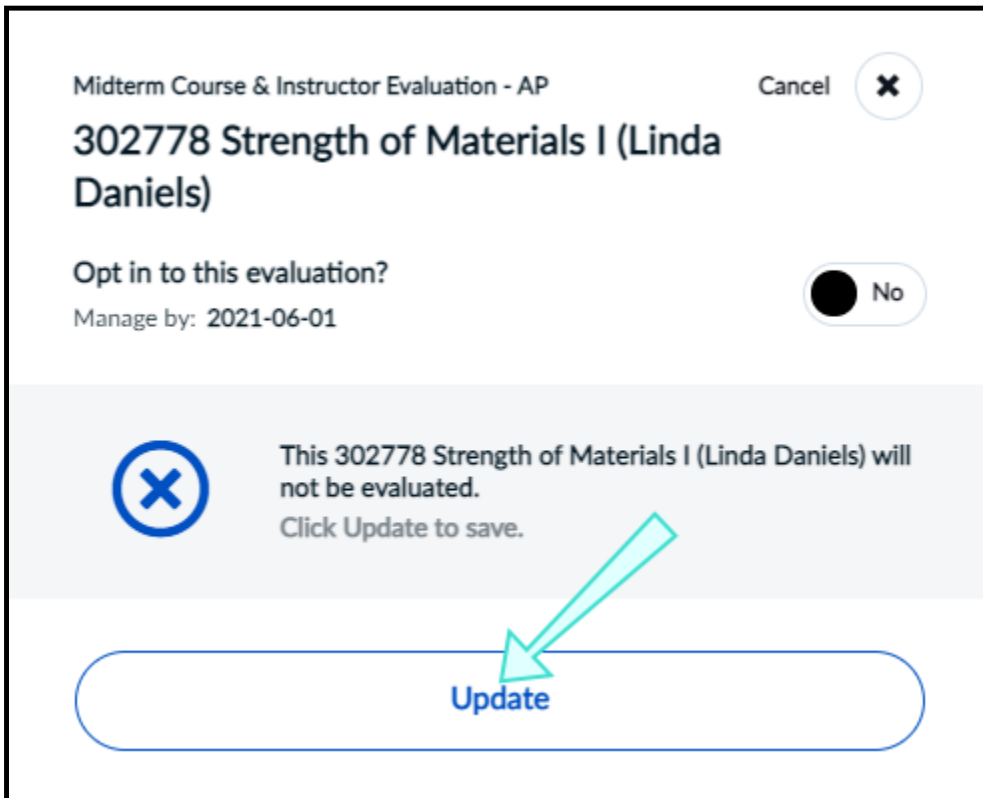 Midterm Course & Instructor Evaluation - AP
Cancel
302778 Strength of Materials I (Linda
Daniels)
Opt in to this evaluation?
No
Manage by: 2021-06-01
This 302778 Strength of Materials I (Linda Daniels) will
not be evaluated.
Click Update to save.
Update